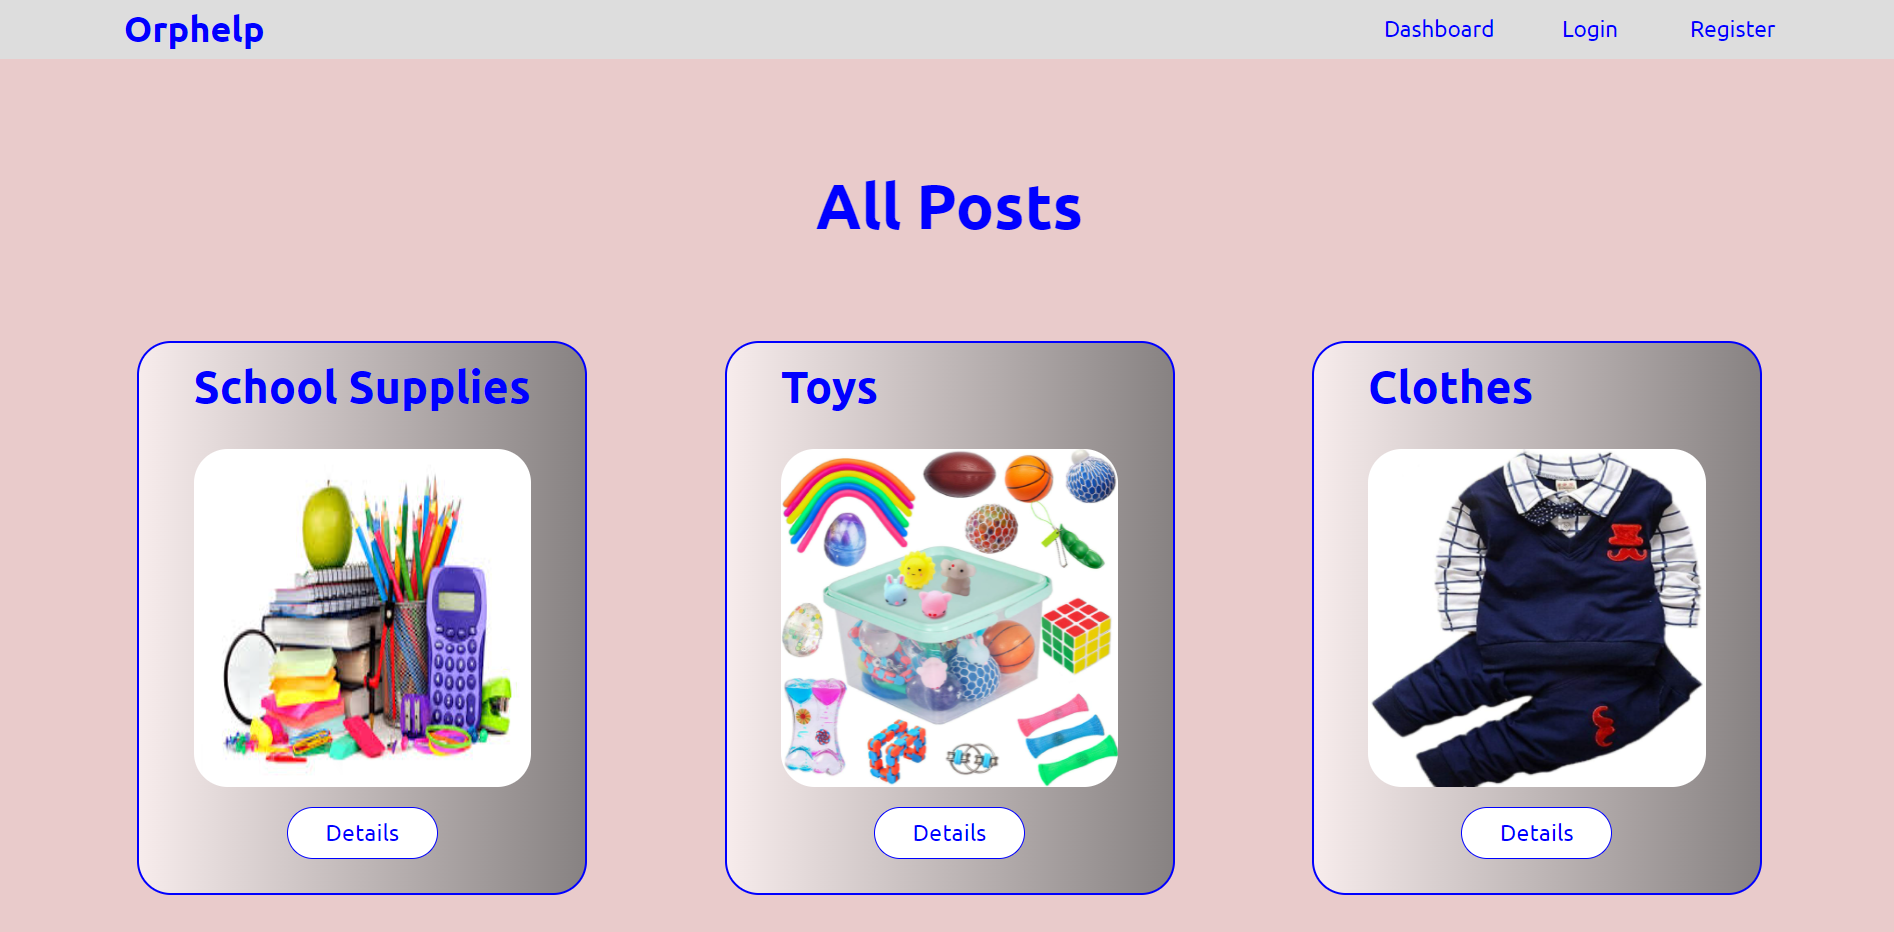 Orphelp
Dashboard Login Register
All Posts
School Supplies
Toys
Clothes
Details
Details
Details